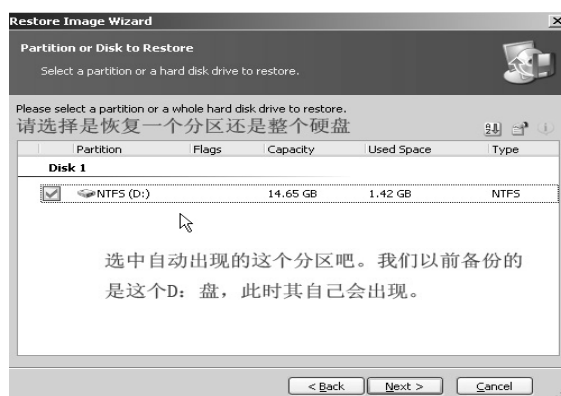 Restore Image Wizard
Partition or Disk to Restore
Select a partition or a hard disk drive to restore.
Please select a partition or a whole hard disk drive to restore.
请选择是恢复一个分区还是整个硬盘
Partition Flags Capacity Used Space Type
Disk 1
NTFS (D:) 14.65 GB 1.42 GB NTFS
选中自动出现的这个分区吧。我们以前备份的
是这个D：盘，此时其自己会出现。
< Back Next > Cancel